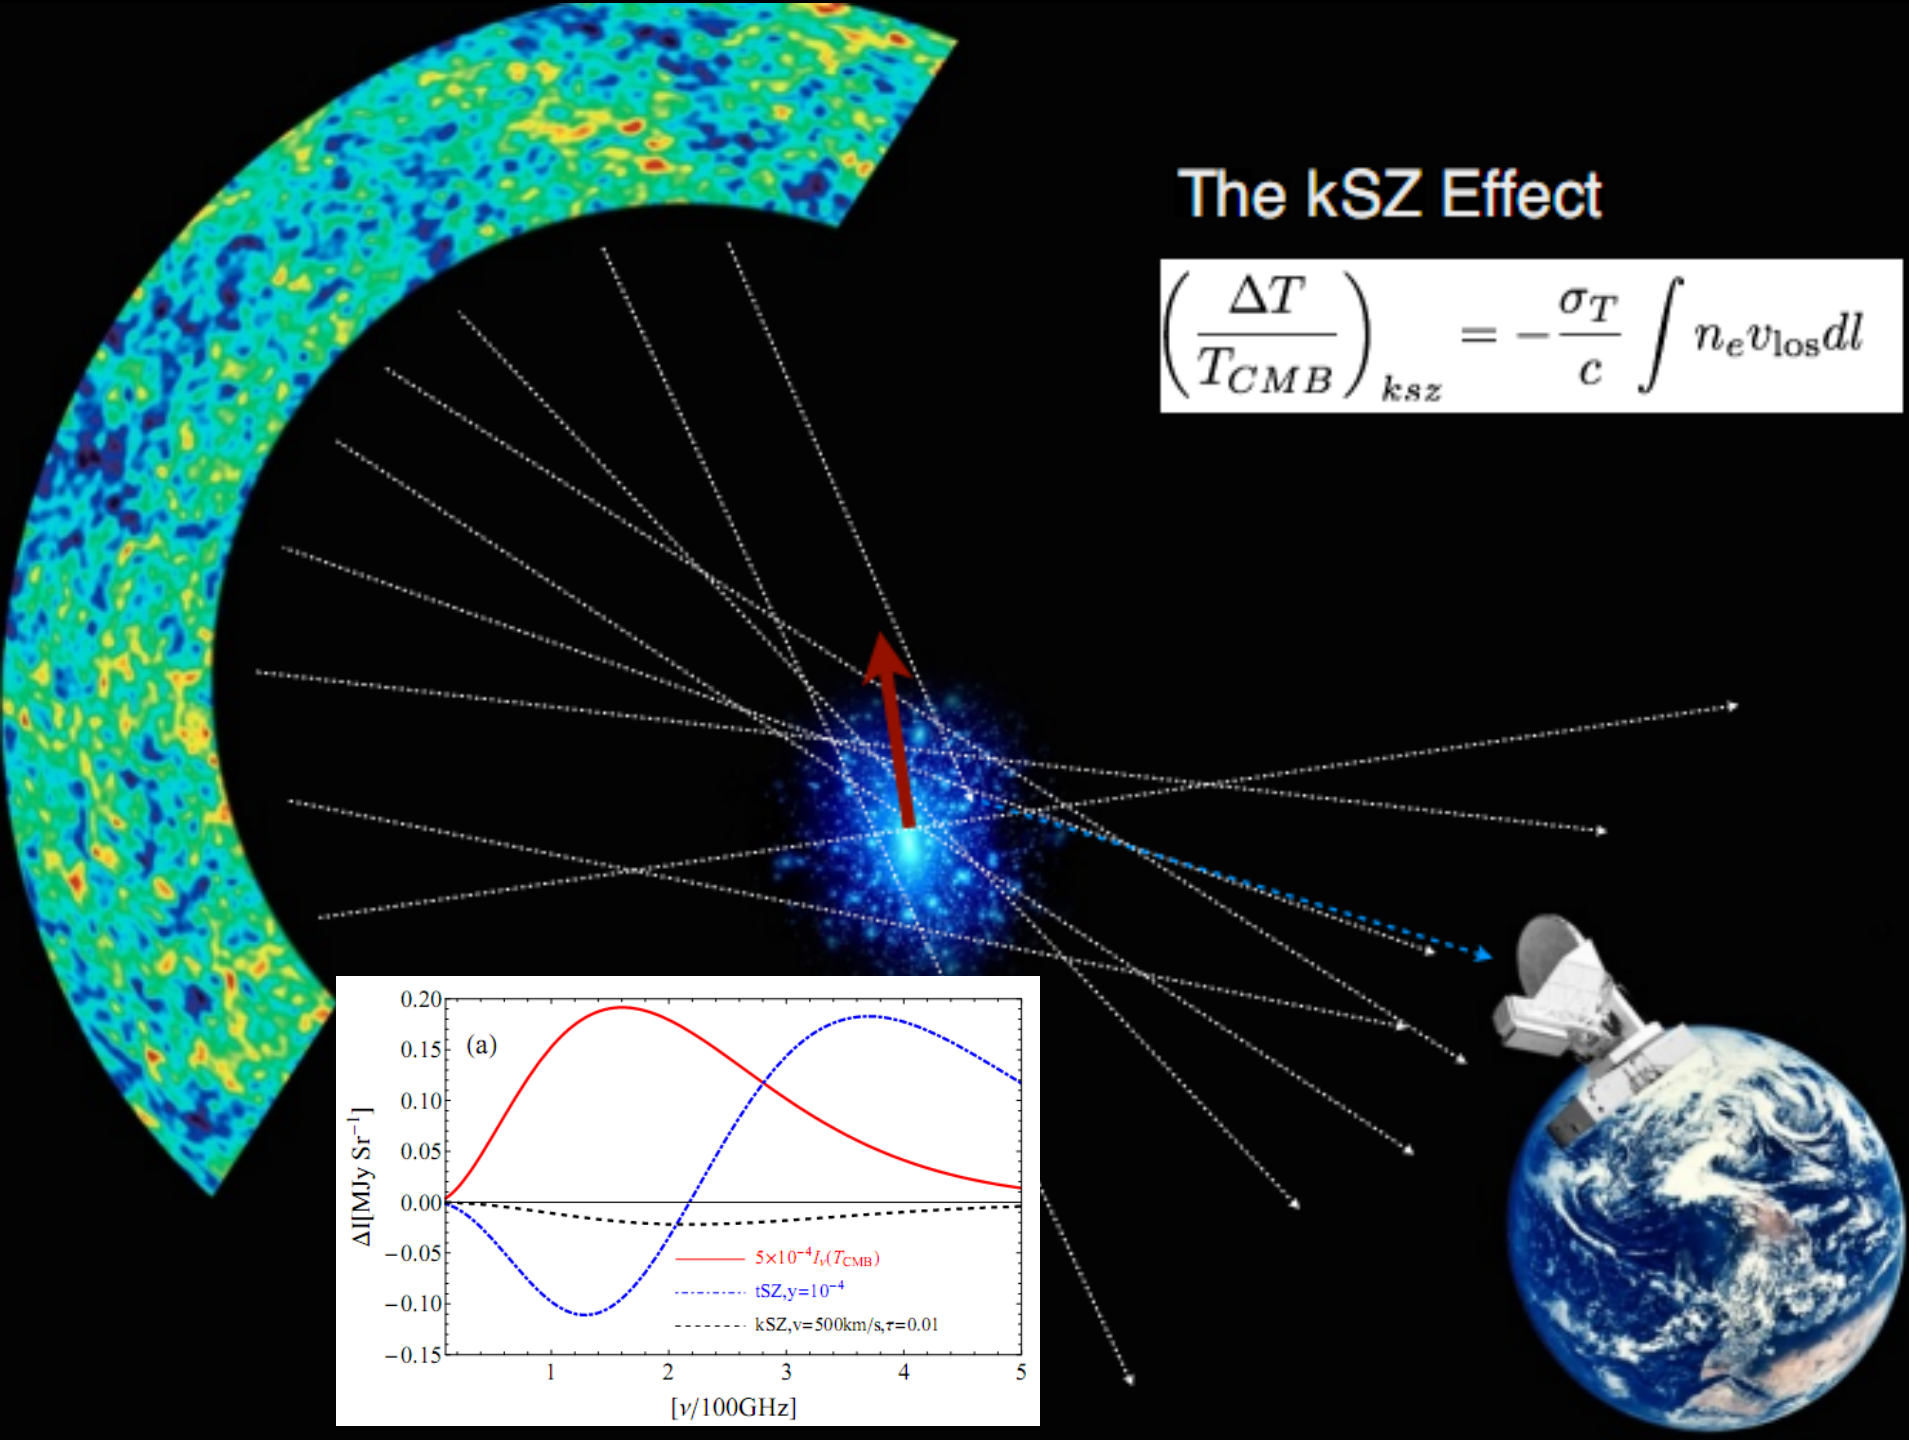 The kSZ Effect
(ΔT/T_CMB)_ksz = −σ_T/c ∫ n_e v_los dl
(a)
ΔI[MJy Sr⁻¹]
0.20
0.15
0.10
0.05
0.00
−0.05
−0.10
−0.15
5×10⁻⁴I_ν(T_CMB)
tSZ,y=10⁻⁴
kSZ,v=500km/s,τ=0.01
1 2 3 4 5
[ν/100GHz]